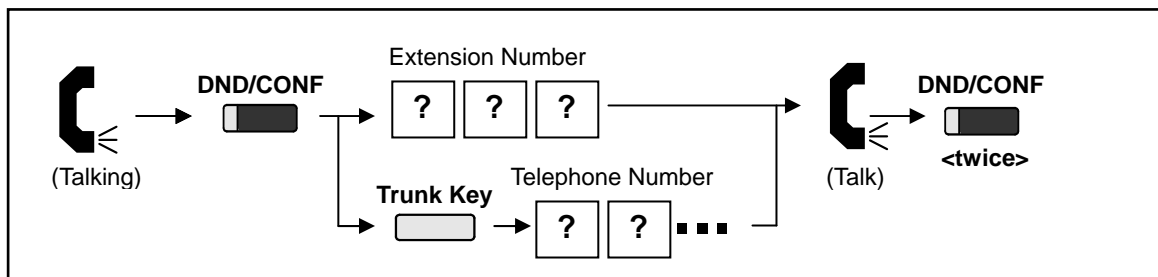 Extension Number
DND/CONF
? ? ?
DND/CONF
(Talking)
<twice>
Telephone Number
(Talk)
Trunk Key
? ?